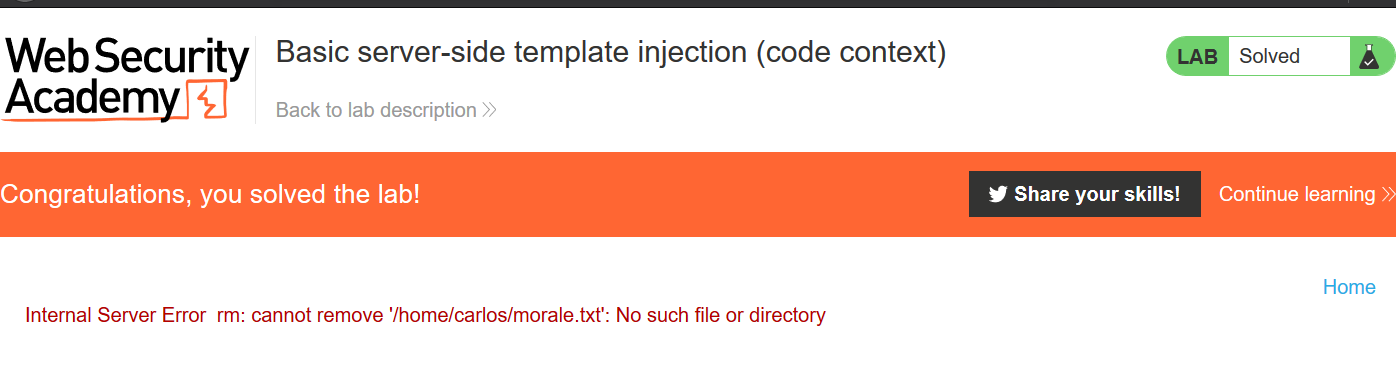 Web Security
Academy
Basic server-side template injection (code context)
Back to lab description
LAB Solved
Congratulations, you solved the lab!
Share your skills!
Continue learning
Home
Internal Server Error  rm: cannot remove '/home/carlos/morale.txt': No such file or directory